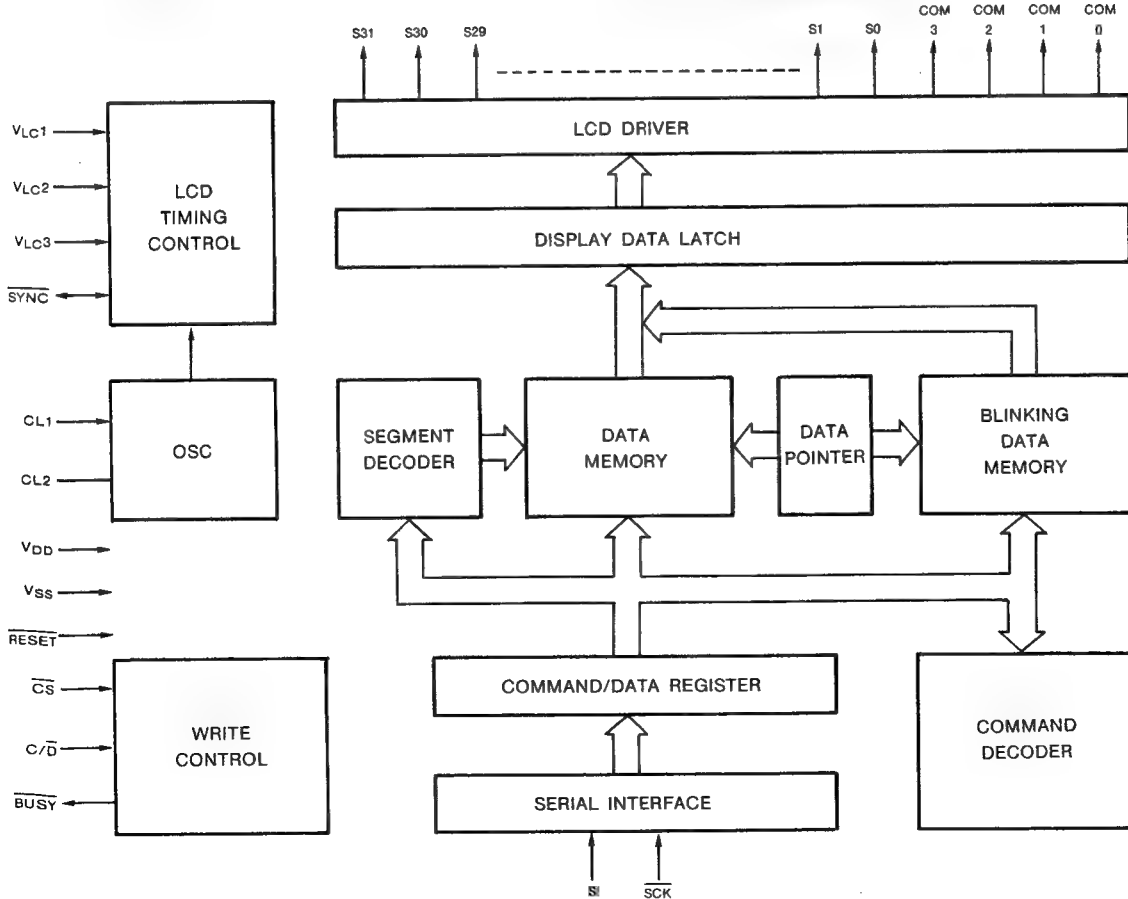 S31 S30 S29 S1 S0 COM 3 COM 2 COM 1 COM 0
LCD DRIVER
DISPLAY DATA LATCH
VLC1
VLC2
VLC3
SYNC
LCD
TIMING
CONTROL
CL1
CL2
OSC
SEGMENT
DECODER
DATA
MEMORY
DATA
POINTER
BLINKING
DATA
MEMORY
VDD
VSS
RESET
CS
C/D
BUSY
WRITE
CONTROL
COMMAND/DATA REGISTER
SERIAL INTERFACE
COMMAND
DECODER
SI
SCK